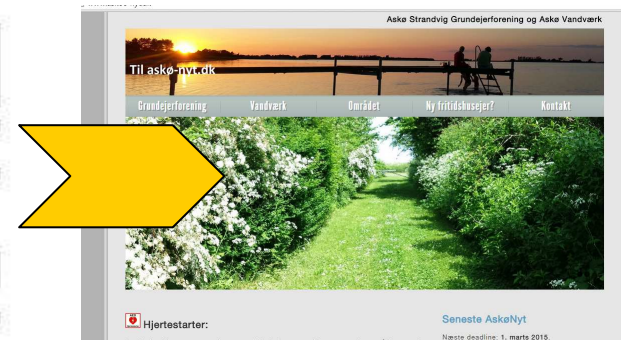 Askø Strandvig Grundejerforening og Askø Vandværk
Til askø-nyt.dk
Grundejerforening Vandværk Området Ny fritidshusejer? Kontakt
Hjertestarter:
Seneste AskøNyt
Næste deadline: 1. marts 2015